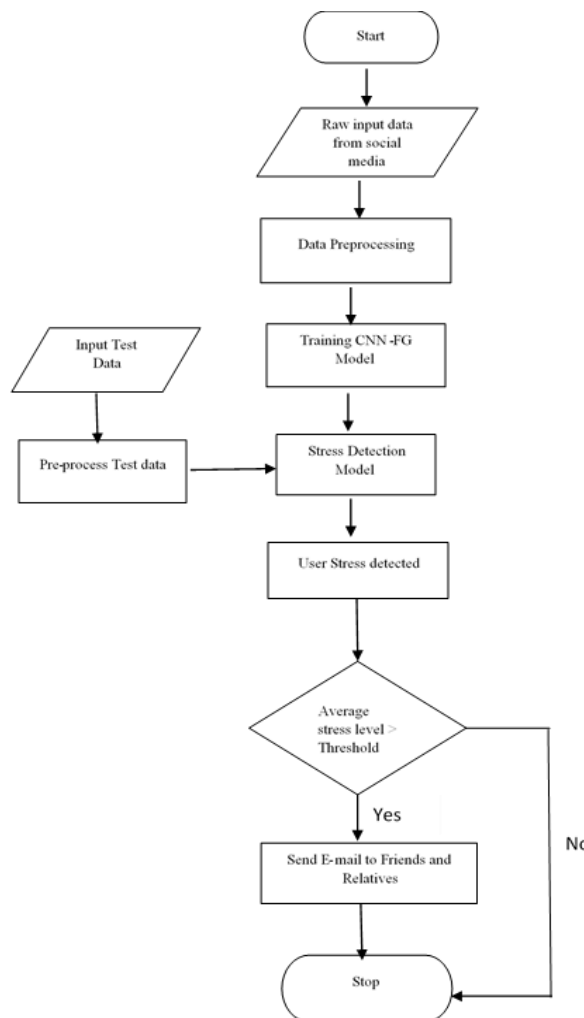 Start
Raw input data
from social
media
Data Preprocessing
Training CNN -FG
Model
Input Test
Data
Pre-process Test data
Stress Detection
Model
User Stress detected
Average
stress level >
Threshold
Yes
No
Send E-mail to Friends and
Relatives
Stop